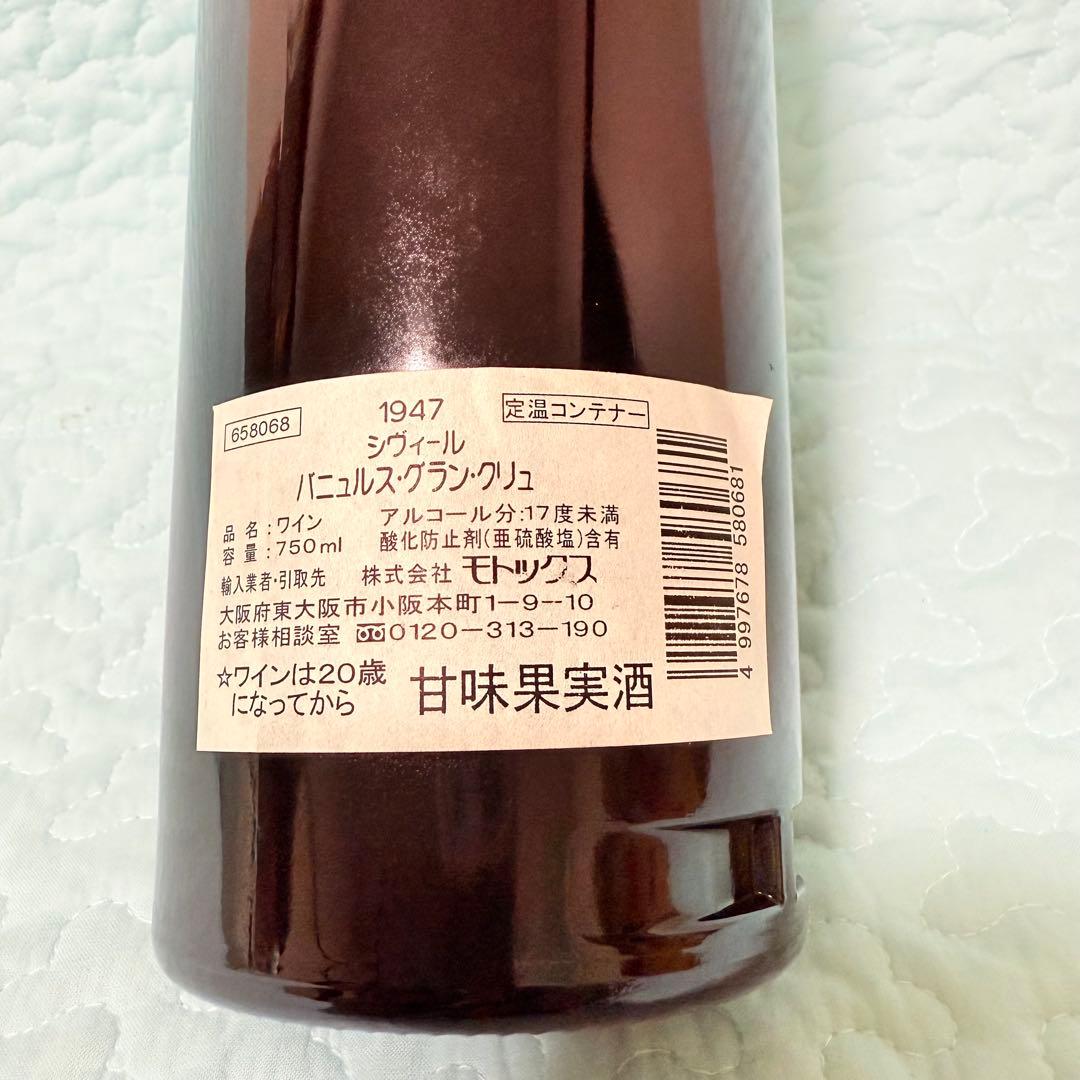 658068
1947
定温コンテナー
シヴィール
バニュルス・グラン・クリュ
品名:ワイン アルコール分:17度未満
容量:750ml 酸化防止剤(亜硫酸塩)含有
輸入業者・引取先 株式会社モトックス
大阪府東大阪市小阪本町1-9-10
お客様相談室 0120-313-190
☆ワインは20歳
になってから
甘味果実酒
4 997678 580681